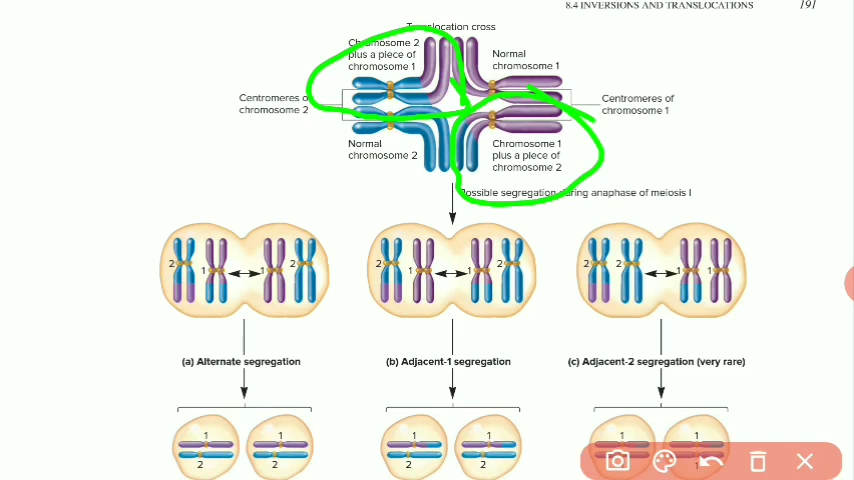 8.4 INVERSIONS AND TRANSLOCATIONS 191
Translocation cross
Chromosome 2
plus a piece of
chromosome 1
Normal
chromosome 1
Centromeres of
chromosome 2
Centromeres of
chromosome 1
Normal
chromosome 2
Chromosome 1
plus a piece of
chromosome 2
Possible segregation during anaphase of meiosis I
2 1 1 2
2 1 1 2
2 2 1 1
(a) Alternate segregation
(b) Adjacent-1 segregation
(c) Adjacent-2 segregation (very rare)
1 1 1 1
2 2 2 2
1